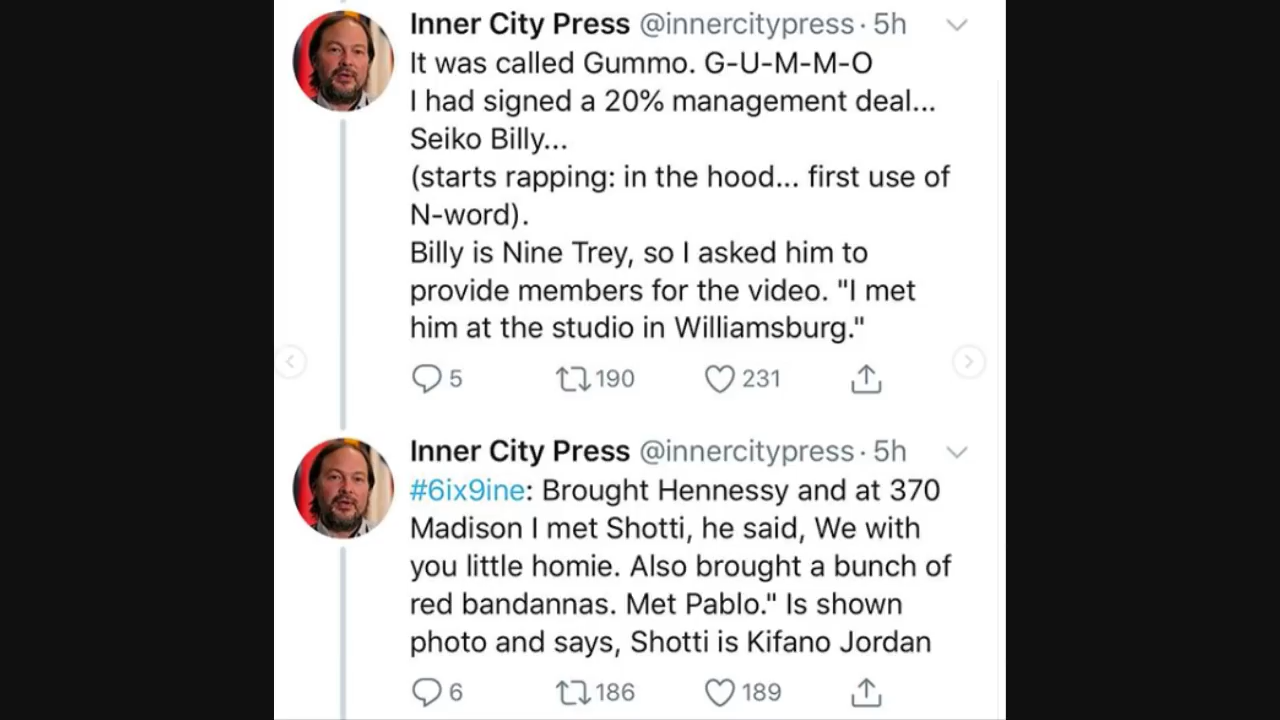 Inner City Press @innercitypress · 5h
It was called Gummo. G-U-M-M-O
I had signed a 20% management deal...
Seiko Billy...
(starts rapping: in the hood... first use of
N-word).
Billy is Nine Trey, so I asked him to
provide members for the video. "I met
him at the studio in Williamsburg."
5 190 231
Inner City Press @innercitypress · 5h
#6ix9ine: Brought Hennessy and at 370
Madison I met Shotti, he said, We with
you little homie. Also brought a bunch of
red bandannas. Met Pablo." Is shown
photo and says, Shotti is Kifano Jordan
6 186 189